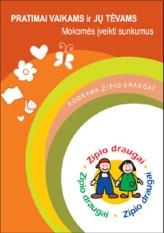 PRATIMAI VAIKAMS ir JŲ TĖVAMS
Mokomės įveikti sunkumus
PROGRAMA „ZIPIO DRAUGAI“
Zipio draugai
Zipio draugai
Zipio draugai